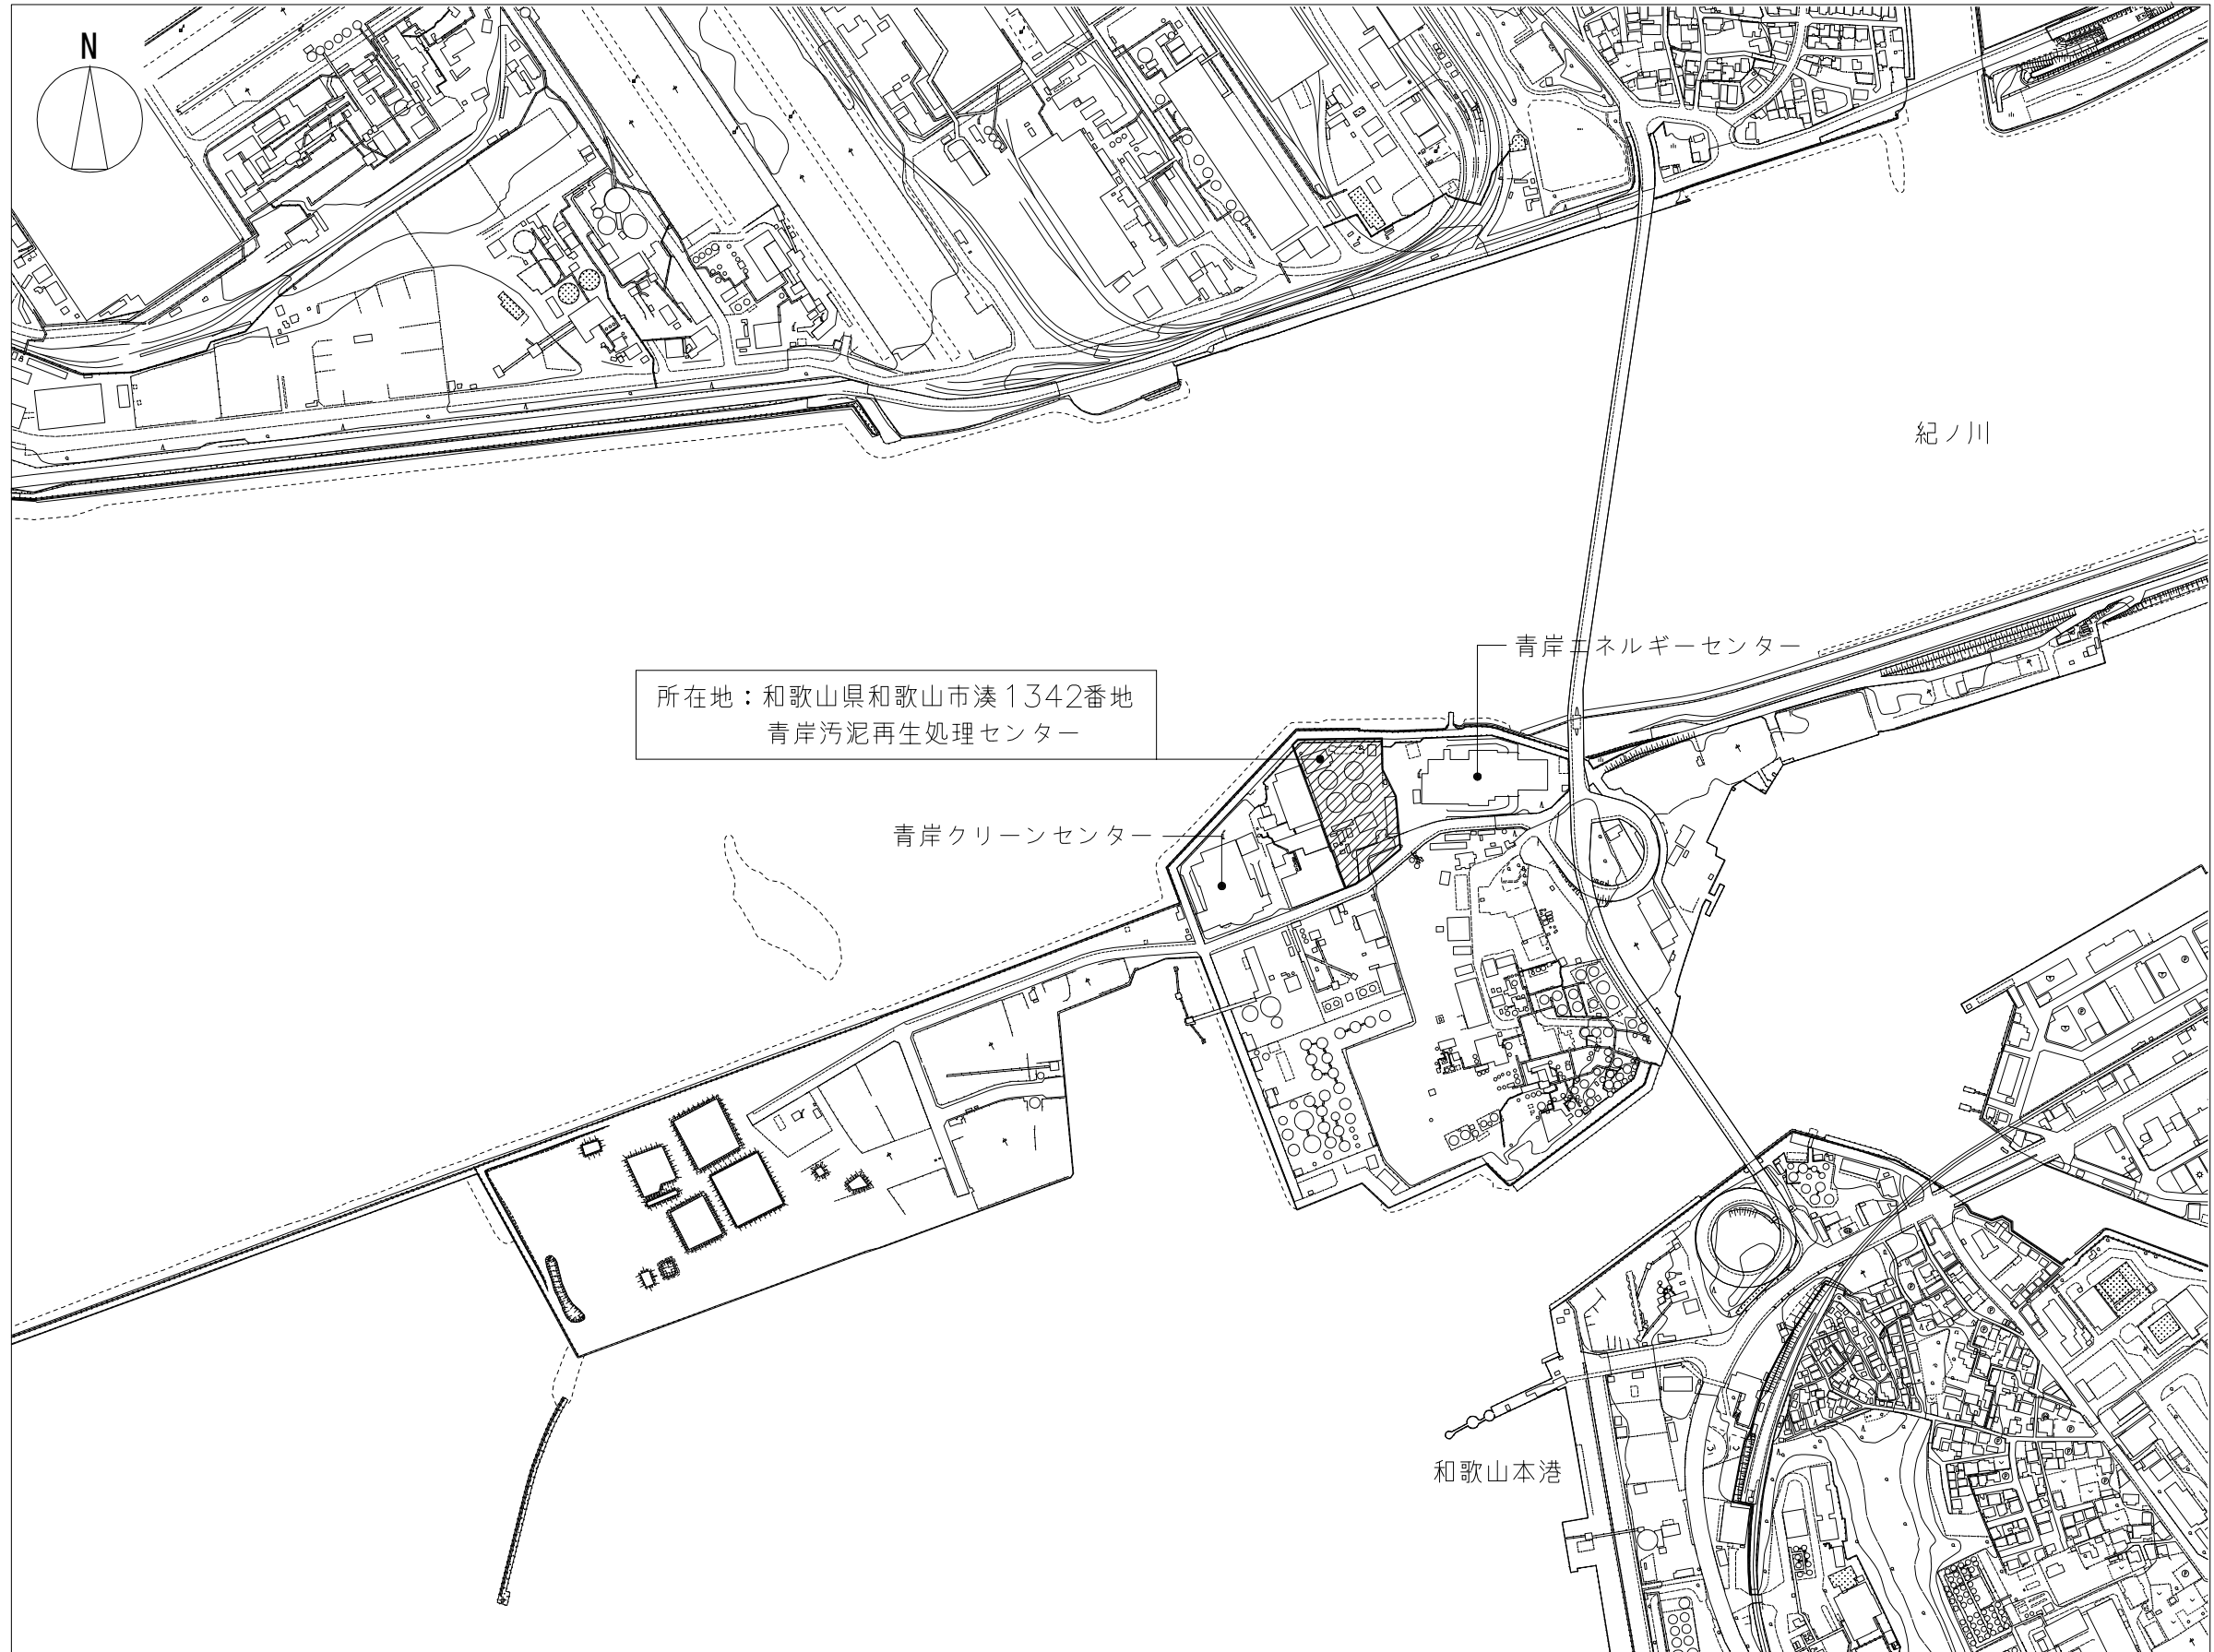 N
紀ノ川
青岸エネルギーセンター
所在地：和歌山県和歌山市湊1342番地
青岸汚泥再生処理センター
青岸クリーンセンター
和歌山本港